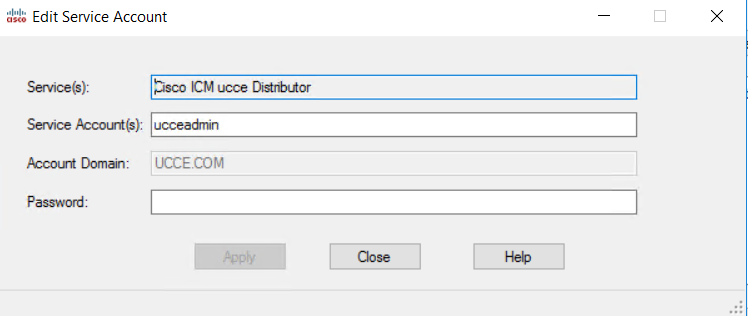 cisco Edit Service Account
Service(s): Cisco ICM ucce Distributor
Service Account(s): ucceadmin
Account Domain: UCCE.COM
Password:
Apply Close Help